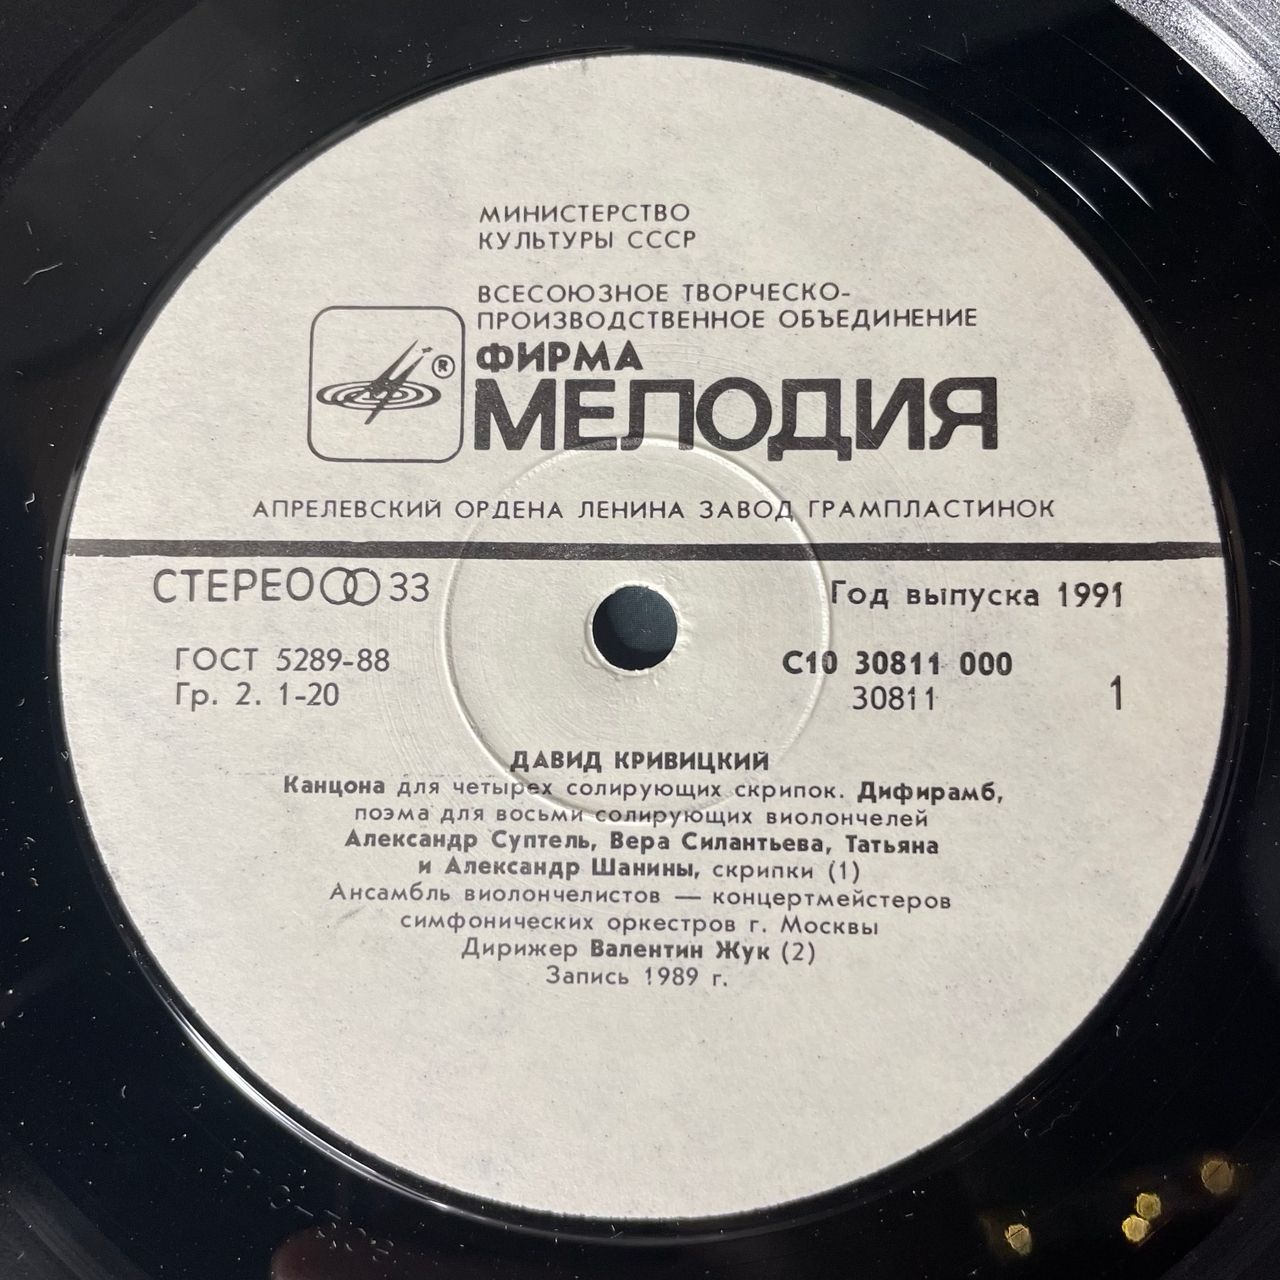 МИНИСТЕРСТВО
КУЛЬТУРЫ СССР
ВСЕСОЮЗНОЕ ТВОРЧЕСКО-
ПРОИЗВОДСТВЕННОЕ ОБЪЕДИНЕНИЕ
®
ФИРМА
МЕЛОДИЯ
АПРЕЛЕВСКИЙ ОРДЕНА ЛЕНИНА ЗАВОД ГРАМПЛАСТИНОК
СТЕРЕО 33
Год выпуска 1991
ГОСТ 5289-88
Гр. 2. 1-20
С10 30811 000
30811
1
ДАВИД КРИВИЦКИЙ
Канцона для четырех солирующих скрипок. Дифирамб,
поэма для восьми солирующих виолончелей
Александр Суптель, Вера Силантьева, Татьяна
и Александр Шанины, скрипки (1)
Ансамбль виолончелистов — концертмейстеров
симфонических оркестров г. Москвы
Дирижер Валентин Жук (2)
Запись 1989 г.